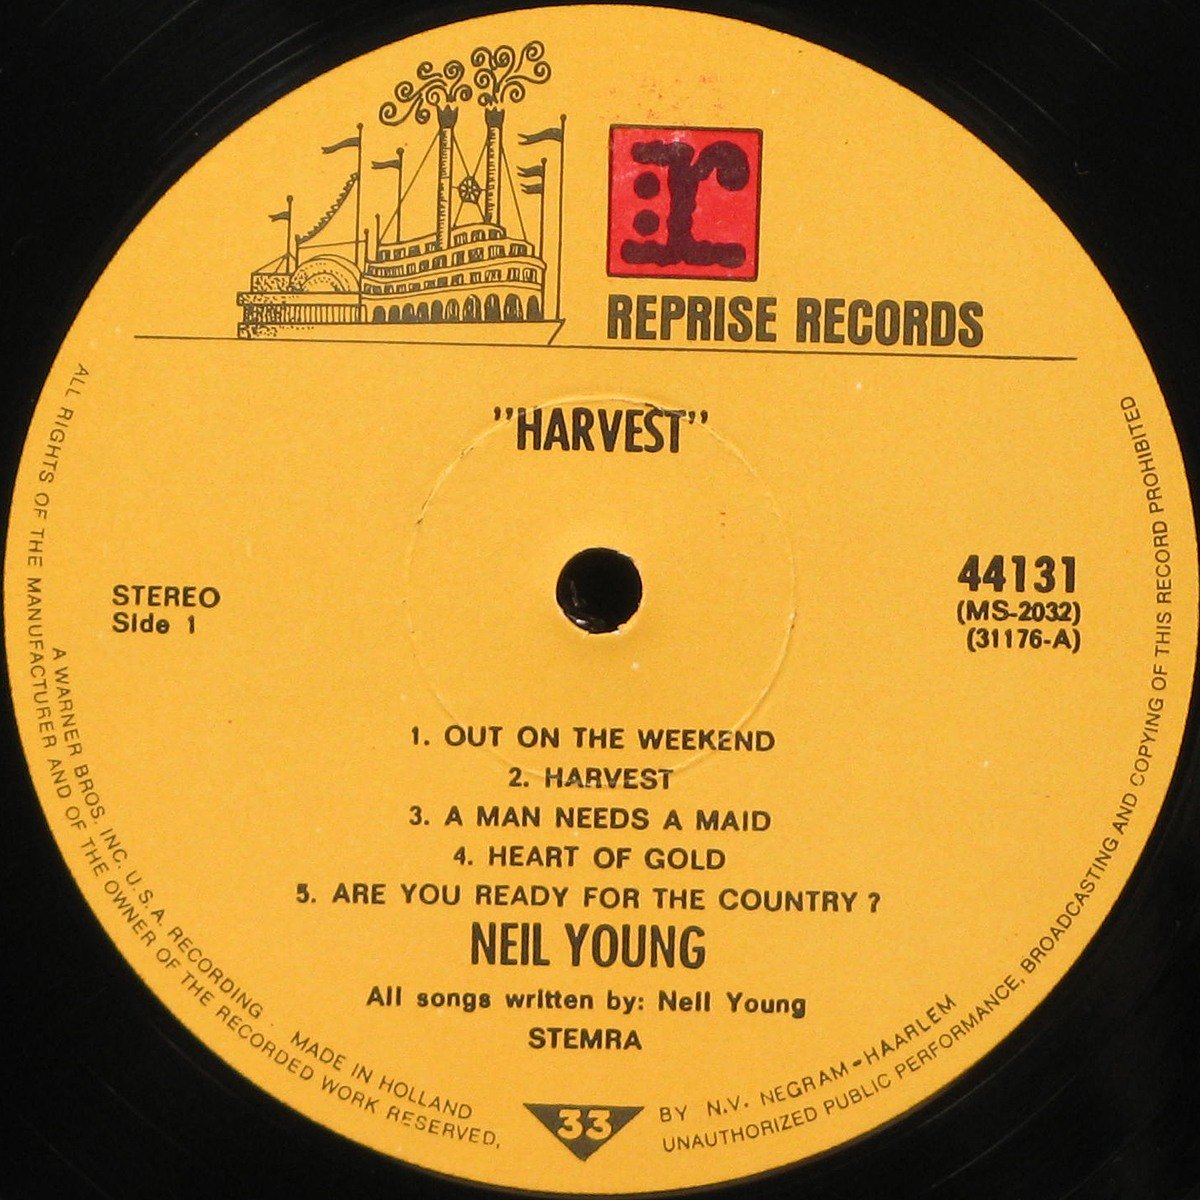 :r
REPRISE RECORDS
"HARVEST"
STEREO
Side 1
44131
(MS-2032)
(31176-A)
1. OUT ON THE WEEKEND
2. HARVEST
3. A MAN NEEDS A MAID
4. HEART OF GOLD
5. ARE YOU READY FOR THE COUNTRY ?
NEIL YOUNG
All songs written by: Neil Young
STEMRA
33
A WARNER BROS. INC. U.S.A. RECORDING
MADE IN HOLLAND
BY N.V. NEGRAM-HAARLEM
ALL RIGHTS OF THE MANUFACTURER AND OF THE OWNER OF THE RECORDED WORK RESERVED,
UNAUTHORIZED PUBLIC PERFORMANCE, BROADCASTING AND COPYING OF THIS RECORD PROHIBITED